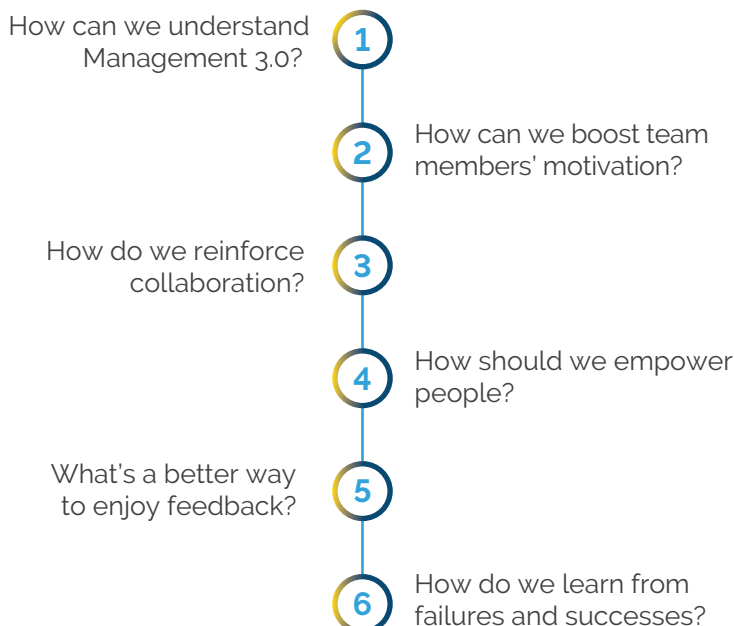 How can we understand
Management 3.0?
1
2
How can we boost team
members’ motivation?
How do we reinforce
collaboration?
3
4
How should we empower
people?
What’s a better way
to enjoy feedback?
5
6
How do we learn from
failures and successes?